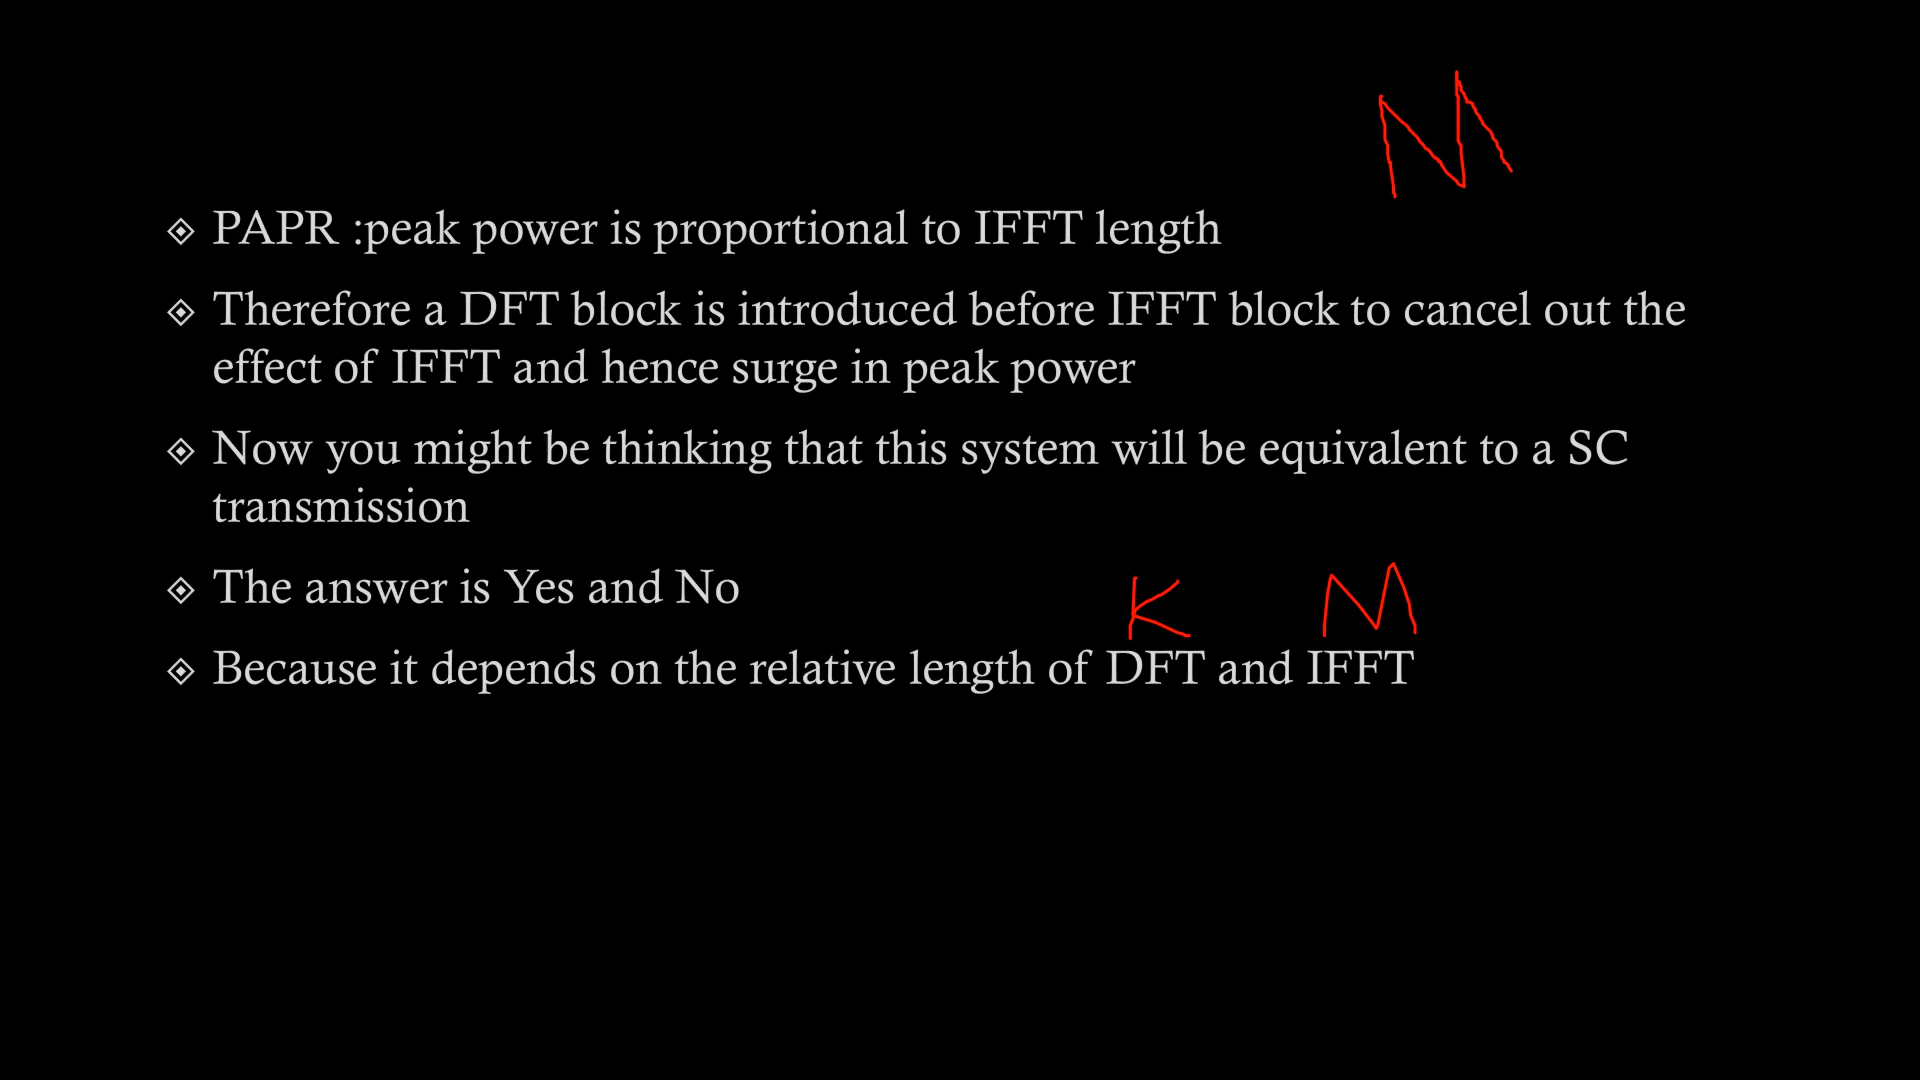 M
PAPR :peak power is proportional to IFFT length
Therefore a DFT block is introduced before IFFT block to cancel out the
effect of IFFT and hence surge in peak power
Now you might be thinking that this system will be equivalent to a SC
transmission
The answer is Yes and No
K M
Because it depends on the relative length of DFT and IFFT